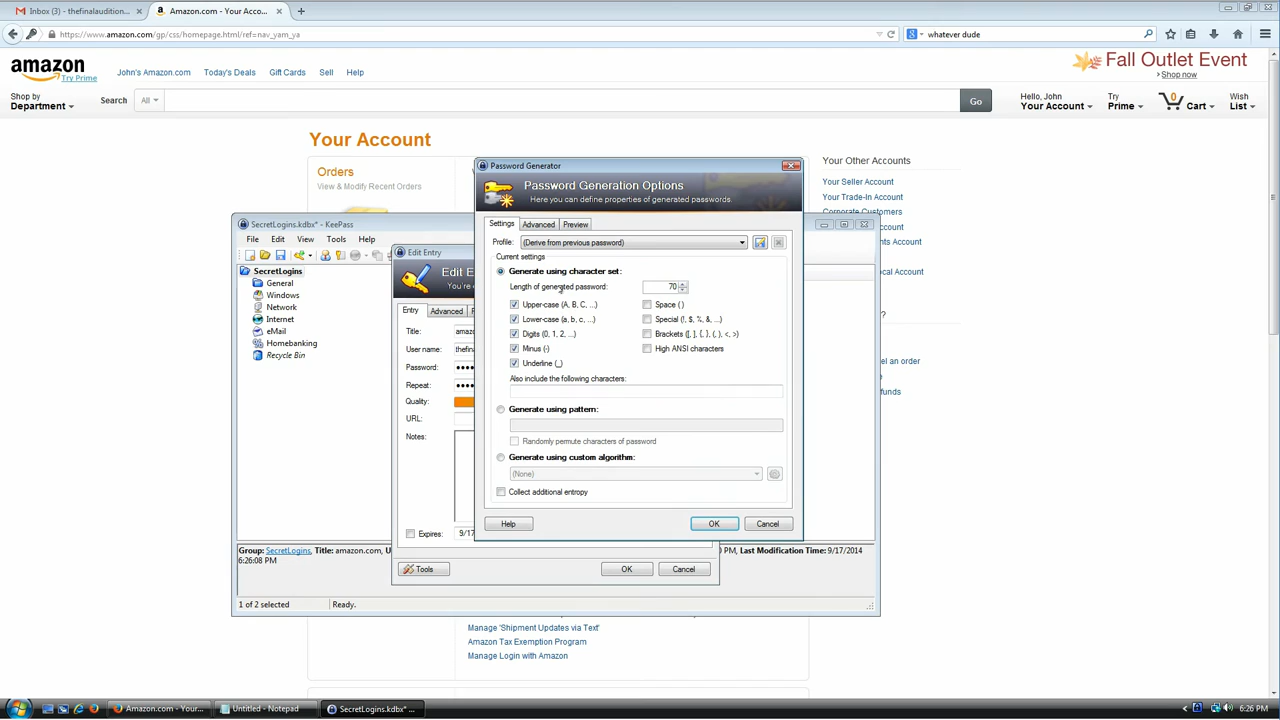 Inbox (3) - thefinalaudition...
Amazon.com - Your Acco...
https://www.amazon.com/gp/css/homepage.html/ref=nav_yam_ya
whatever dude
amazon
Try Prime
John's Amazon.com
Today's Deals
Gift Cards
Sell
Help
Fall Outlet Event
Shop now
Shop by
Department
Search
All
Go
Hello, John
Your Account
Try
Prime
0
Cart
Wish
List
Your Account
Orders
View & Modify Recent Orders
Your Other Accounts
Your Seller Account
Your Trade-In Account
Corporate Customers
SecretLogins.kdbx* - KeePass
File
Edit
View
Tools
Help
SecretLogins
General
Windows
Network
Internet
eMail
Homebanking
Recycle Bin
Group: SecretLogins, Title: amazon.com,
PM, Last Modification Time: 9/17/2014
6:26:08 PM
1 of 2 selected
Ready.
Edit Entry
Entry
Advanced
Title:
User name:
Password:
Repeat:
Quality:
URL:
Notes:
Expires:
9/17
Tools
OK
Cancel
Password Generator
Password Generation Options
Here you can define properties of generated passwords.
Settings
Advanced
Preview
Profile:
(Derive from previous password)
Current settings
Generate using character set:
Length of generated password:
70
Upper-case (A, B, C, ...)
Space ( )
Lower-case (a, b, c, ...)
Special (!, $, %, &, ...)
Digits (0, 1, 2, ...)
Brackets ([, ], {, }, (, ), <, >)
Minus (-)
High ANSI characters
Underline (_)
Also include the following characters:
Generate using pattern:
Randomly permute characters of password
Generate using custom algorithm:
(None)
Collect additional entropy
Help
OK
Cancel
Manage 'Shipment Updates via Text'
Amazon Tax Exemption Program
Manage Login with Amazon
Amazon.com - Your...
Untitled - Notepad
SecretLogins.kdbx* ...
6:26 PM